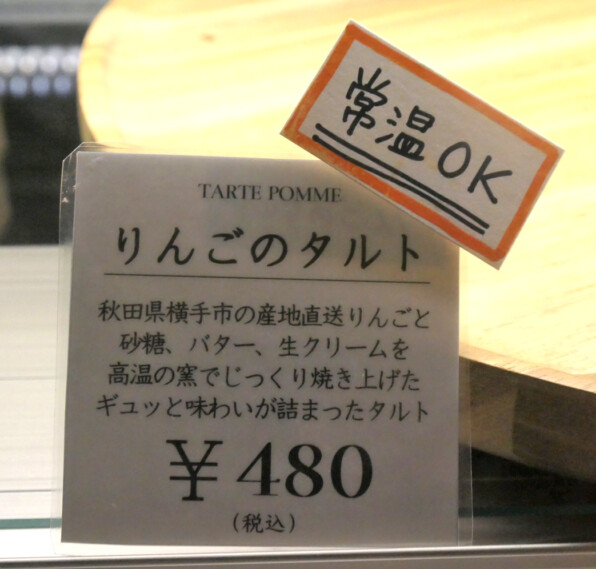 常温OK
TARTE POMME
りんごのタルト
秋田県横手市の産地直送りんごと
砂糖、バター、生クリームを
高温の窯でじっくり焼き上げた
ギュッと味わいが詰まったタルト
¥480
(税込)